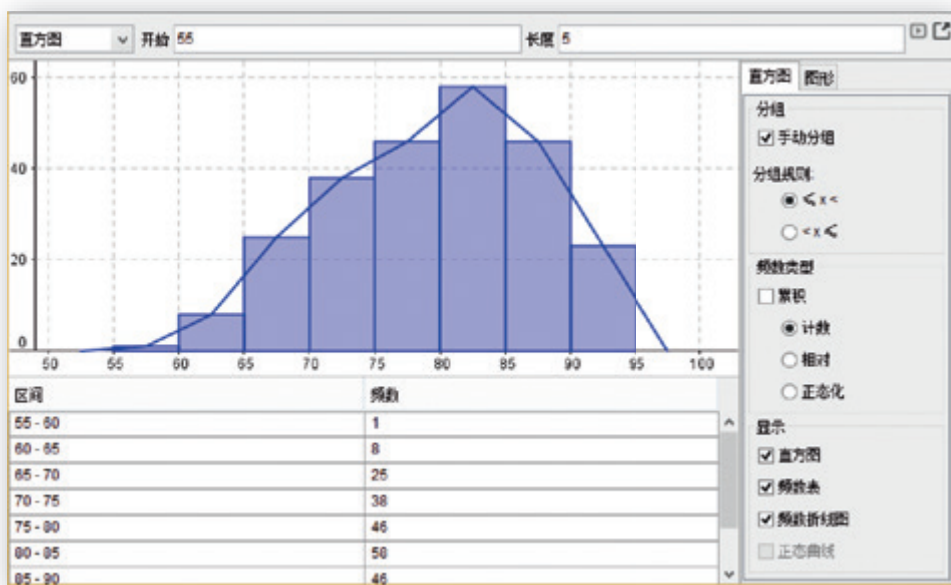 直方图 开始 55 长度 5
60
40
20
0
50 55 60 65 70 75 80 85 90 95 100
区间 频数
55 - 60 1
60 - 65 8
65 - 70 25
70 - 75 38
75 - 80 46
80 - 85 58
85 - 90 46
直方图 图形
分组
手动分组
分组规则:
≤ x <
< x ≤
频数类型
累积
计数
相对
正态化
显示
直方图
频数表
频数折线图
正态曲线